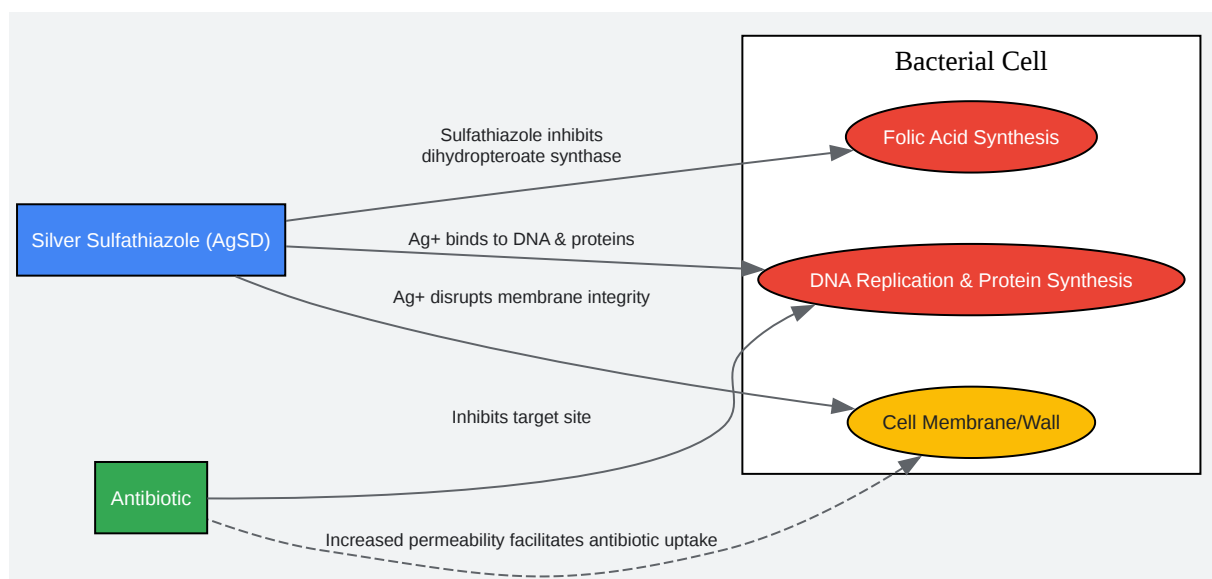 Bacterial Cell
Folic Acid Synthesis
Sulfathiazole inhibits
dihydropteroate synthase
Silver Sulfathiazole (AgSD)
Ag+ binds to DNA & proteins
DNA Replication & Protein Synthesis
Ag+ disrupts membrane integrity
Inhibits target site
Cell Membrane/Wall
Antibiotic
Increased permeability facilitates antibiotic uptake